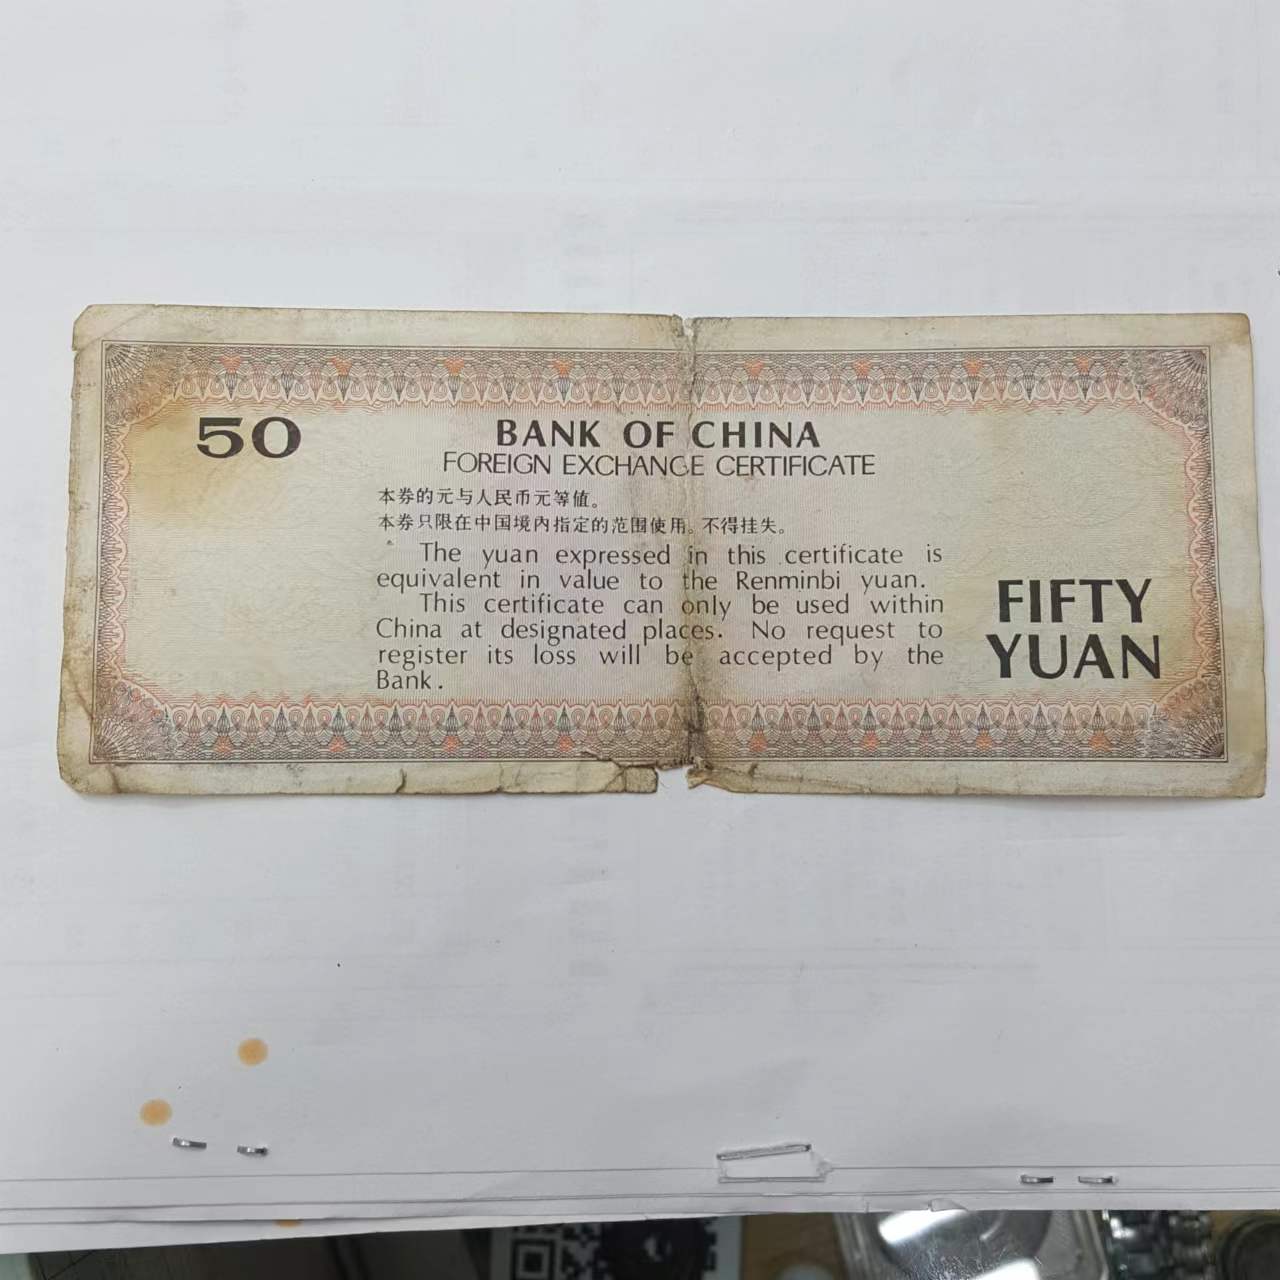 50
BANK OF CHINA
FOREIGN EXCHANGE CERTIFICATE
本券的元与人民币元等值。
本券只限在中国境内指定的范围使用。不得挂失。
The yuan expressed in this certificate is
equivalent in value to the Renminbi yuan.
This certificate can only be used within
China at designated places. No request to
register its loss will be accepted by the
Bank.
FIFTY
YUAN